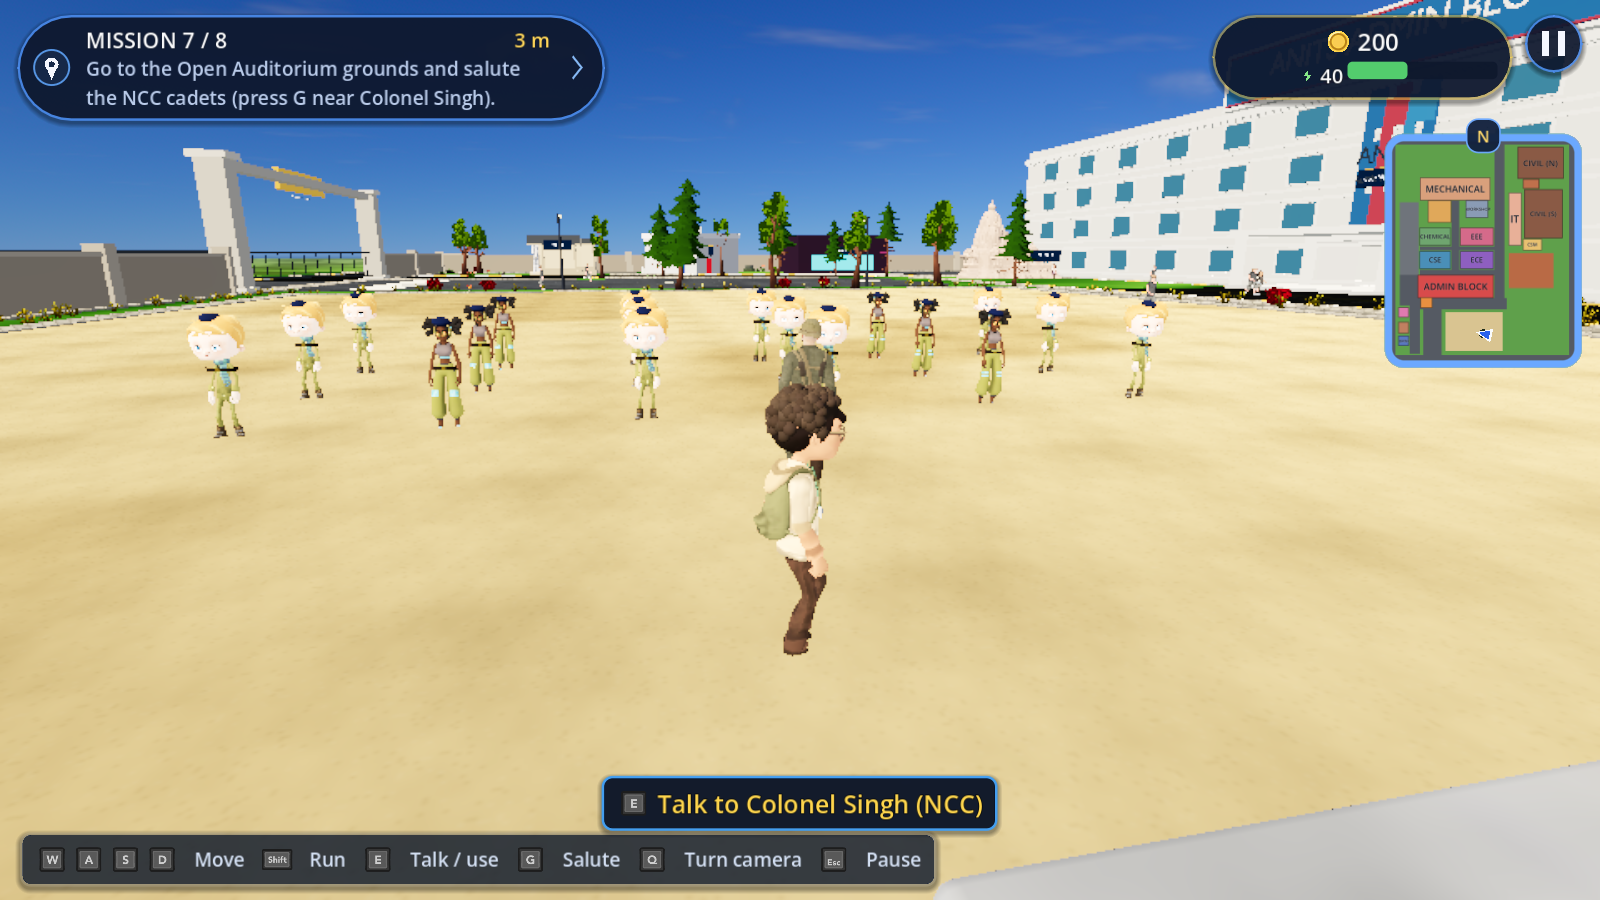 MISSION 7 / 8
3 m
Go to the Open Auditorium grounds and salute
the NCC cadets (press G near Colonel Singh).
200
40
N
CIVIL (N)
MECHANICAL
IT
CIVIL (S)
CHEMICAL
EEE
CSE
ECE
ADMIN BLOCK
E Talk to Colonel Singh (NCC)
W A S D Move Shift Run E Talk / use G Salute Q Turn camera Esc Pause